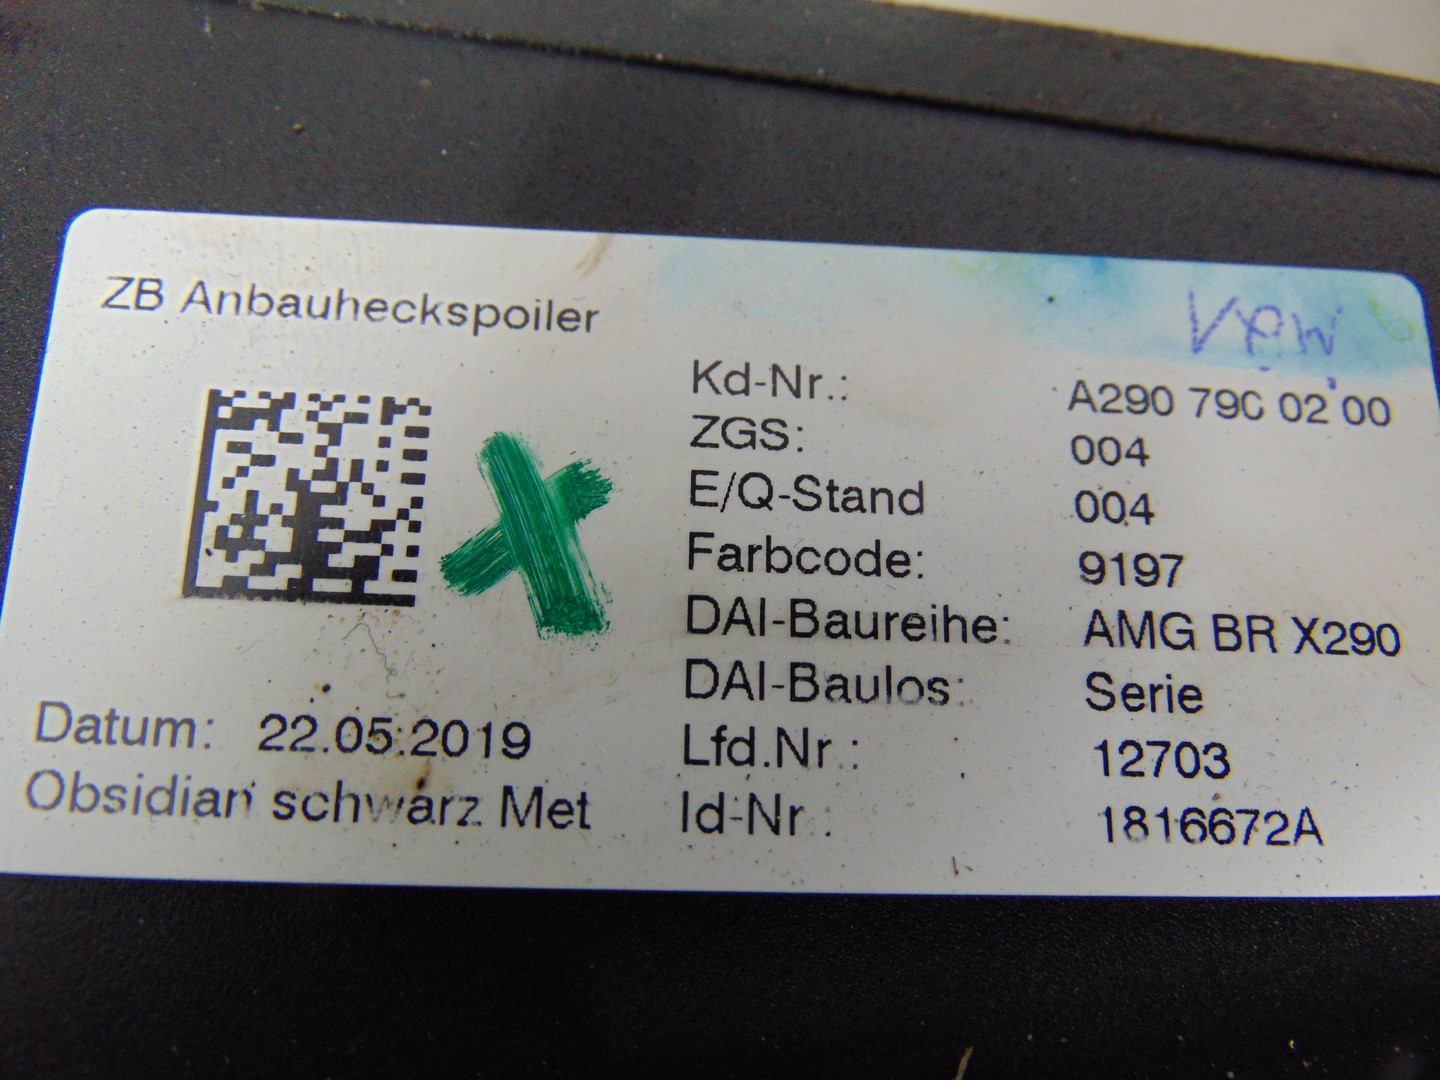 ZB Anbauheckspoiler
Kd-Nr.: A290 790 02 00
ZGS: 004
E/Q-Stand 004
Farbcode: 9197
DAI-Baureihe: AMG BR X290
DAI-Baulos: Serie
Lfd.Nr.: 12703
Id-Nr.: 1816672A
Datum: 22.05.2019
Obsidian schwarz Met